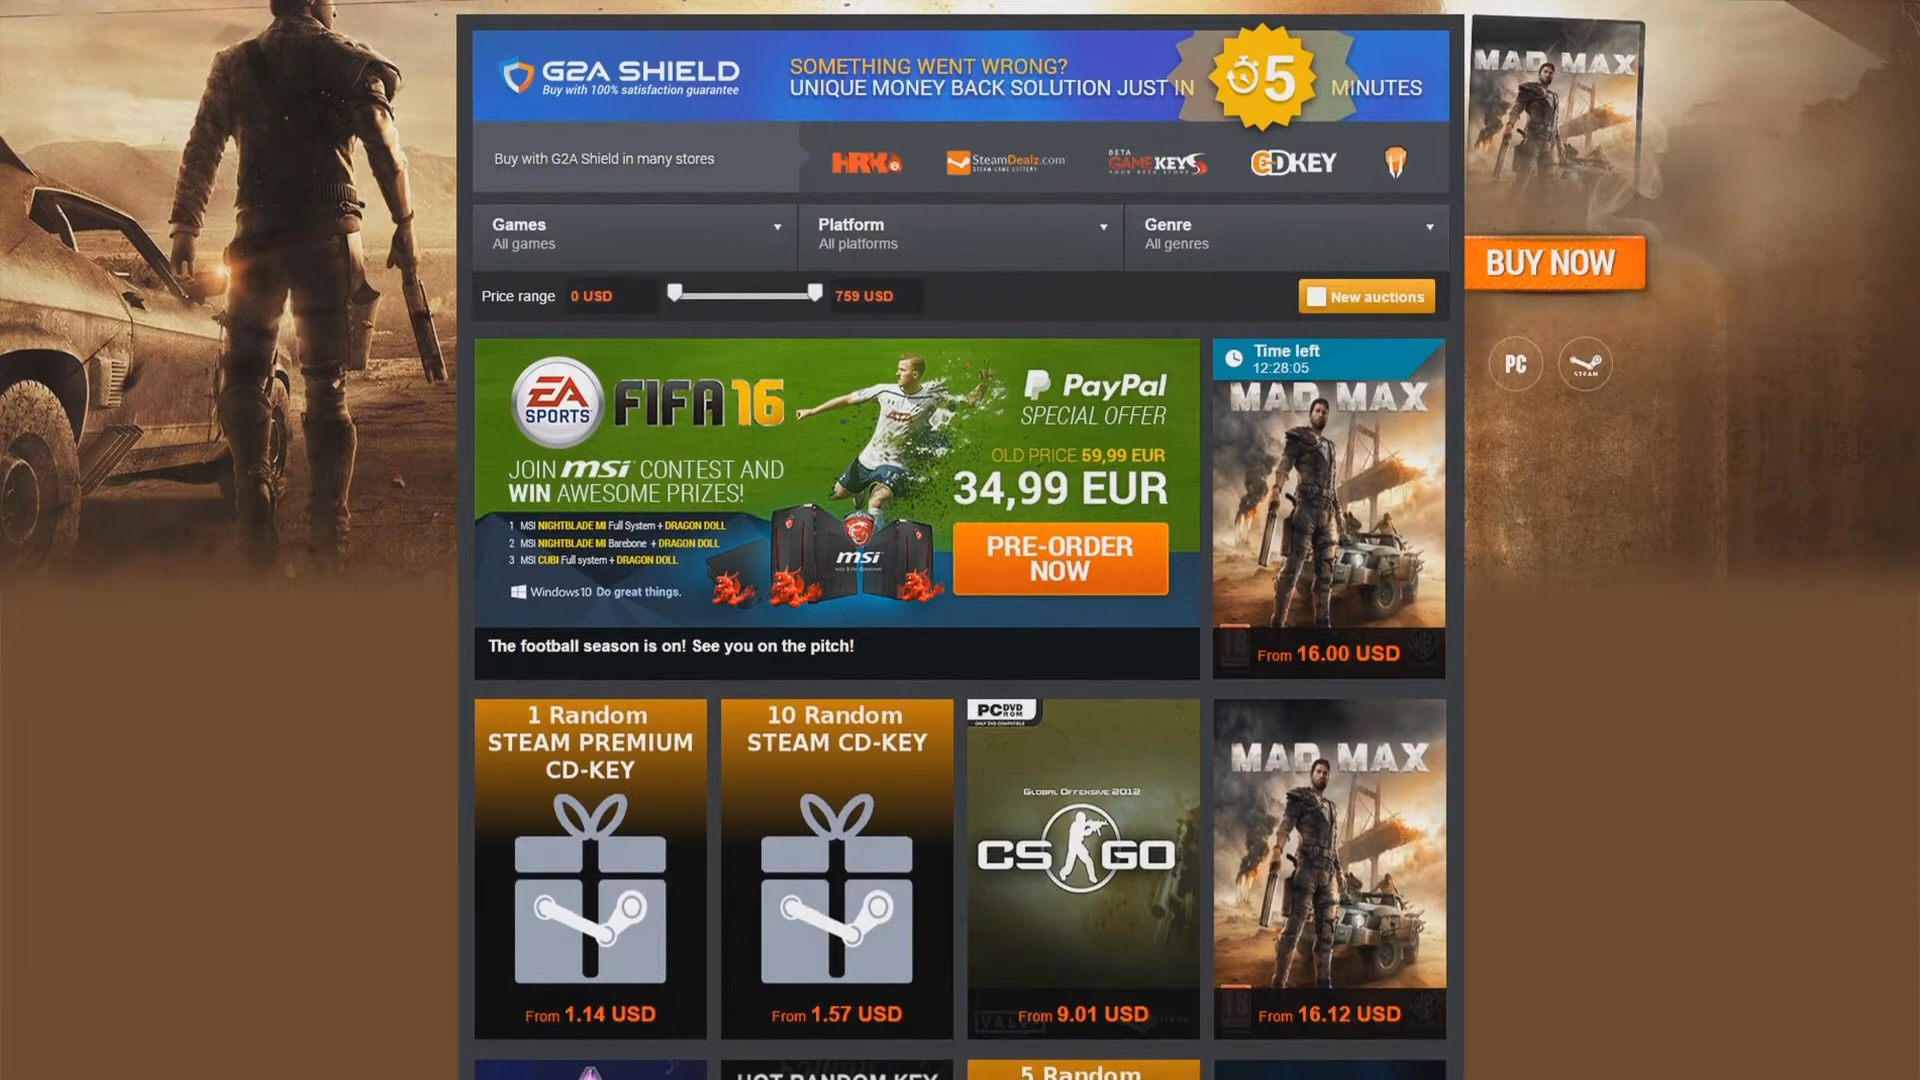 G2A SHIELD
Buy with 100% satisfaction guarantee
SOMETHING WENT WRONG?
UNIQUE MONEY BACK SOLUTION JUST IN 5 MINUTES
Buy with G2A Shield in many stores
HRK
SteamDealz.com
BETA
GAMEKEYS
CDKEY
Games
All games
Platform
All platforms
Genre
All genres
Price range 0 USD 759 USD
New auctions
MAD MAX
BUY NOW
PC
STEAM
EA
SPORTS
FIFA 16
JOIN msi CONTEST AND
WIN AWESOME PRIZES!
1 MSI NIGHTBLADE MI Full System + DRAGON DOLL
2 MSI NIGHTBLADE MI Barebone + DRAGON DOLL
3 MSI CUBI Full system + DRAGON DOLL
Windows 10 Do great things.
msi
PayPal
SPECIAL OFFER
OLD PRICE 59,99 EUR
34,99 EUR
PRE-ORDER
NOW
The football season is on! See you on the pitch!
Time left
12:28:05
MAD MAX
From 16.00 USD
1 Random
STEAM PREMIUM
CD-KEY
From 1.14 USD
10 Random
STEAM CD-KEY
From 1.57 USD
PC DVD
ROM
GLOBAL OFFENSIVE 2012
CS GO
VALVE
From 9.01 USD
MAD MAX
18
From 16.12 USD
HOT RANDOM KEY
5 Random